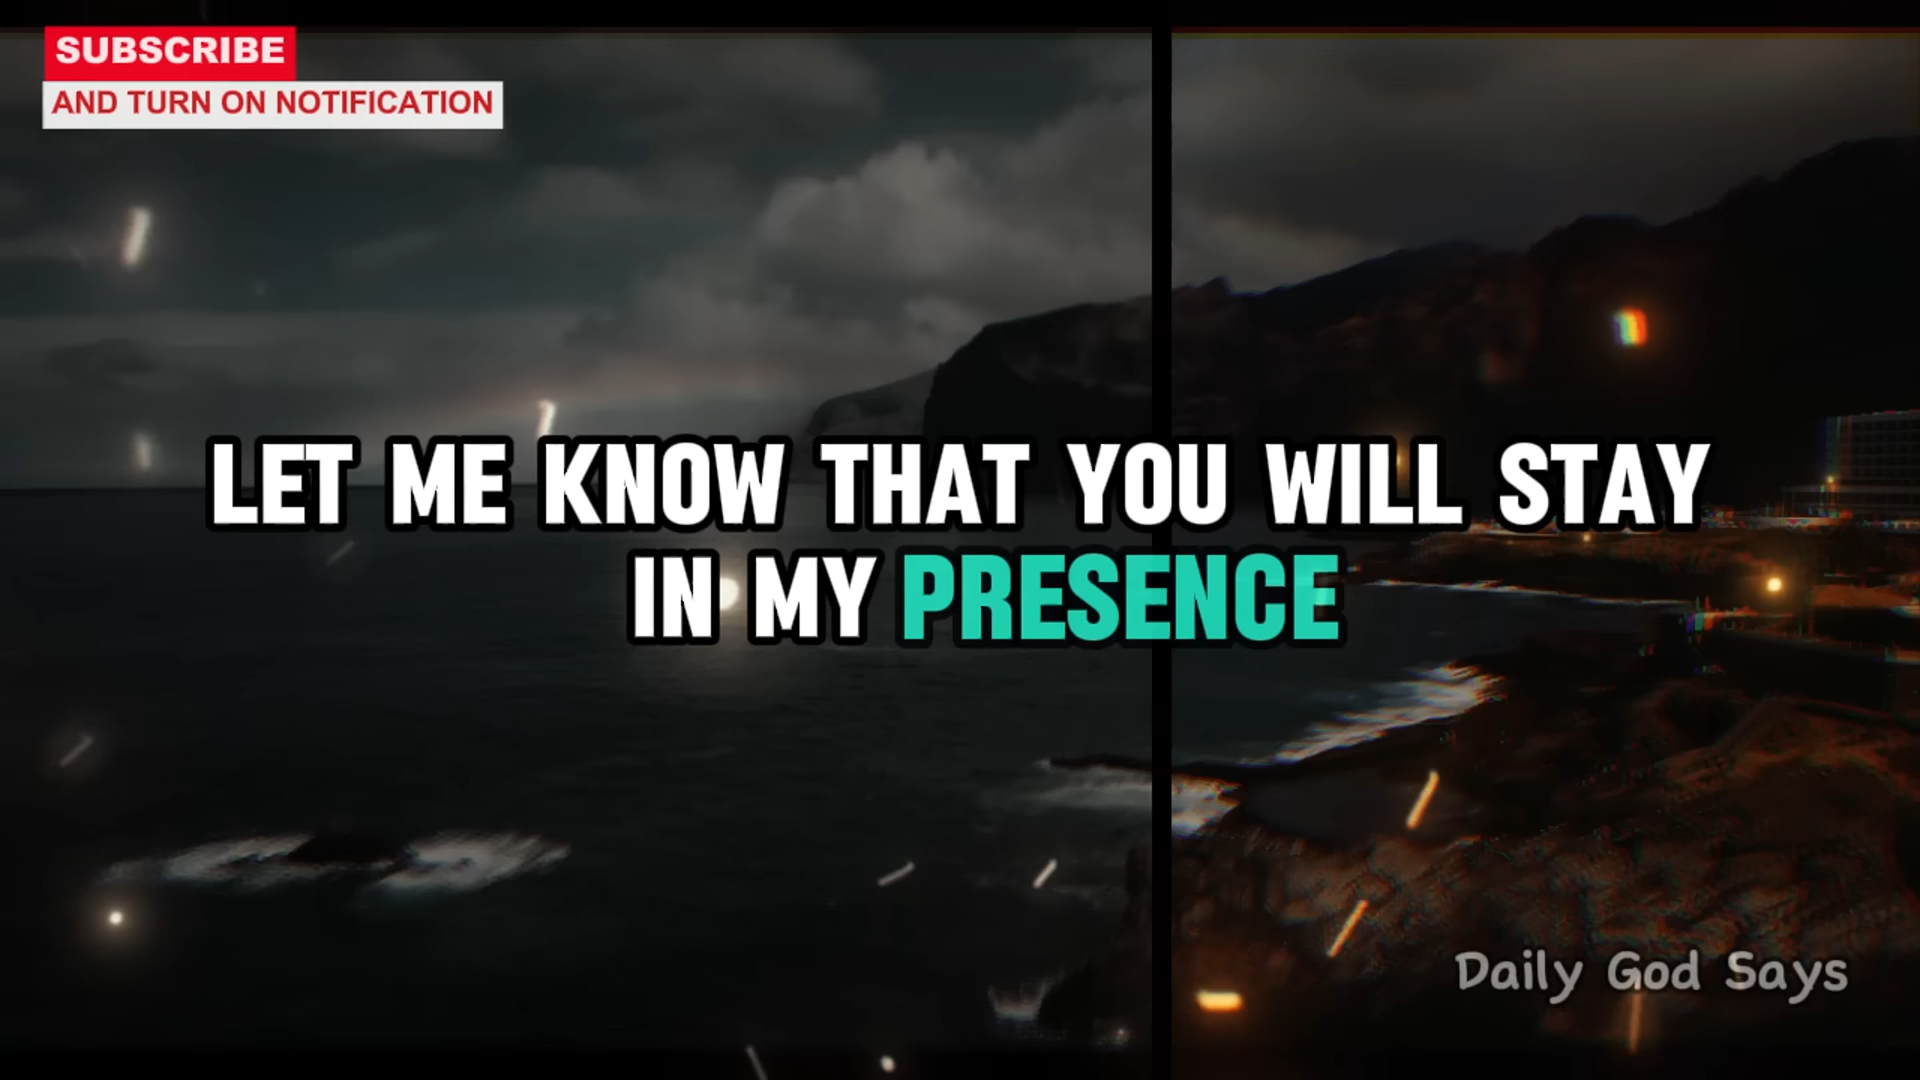 SUBSCRIBE
AND TURN ON NOTIFICATION
LET ME KNOW THAT YOU WILL STAY
IN MY PRESENCE
Daily God Says